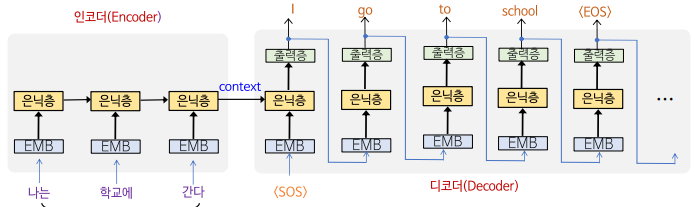 인코더(Encoder)
I
go
to
school
〈EOS〉
출력층
출력층
출력층
출력층
출력층
context
은닉층
은닉층
은닉층
은닉층
은닉층
은닉층
은닉층
은닉층
...
EMB
EMB
EMB
EMB
EMB
EMB
EMB
EMB
나는
학교에
간다
〈SOS〉
디코더(Decoder)